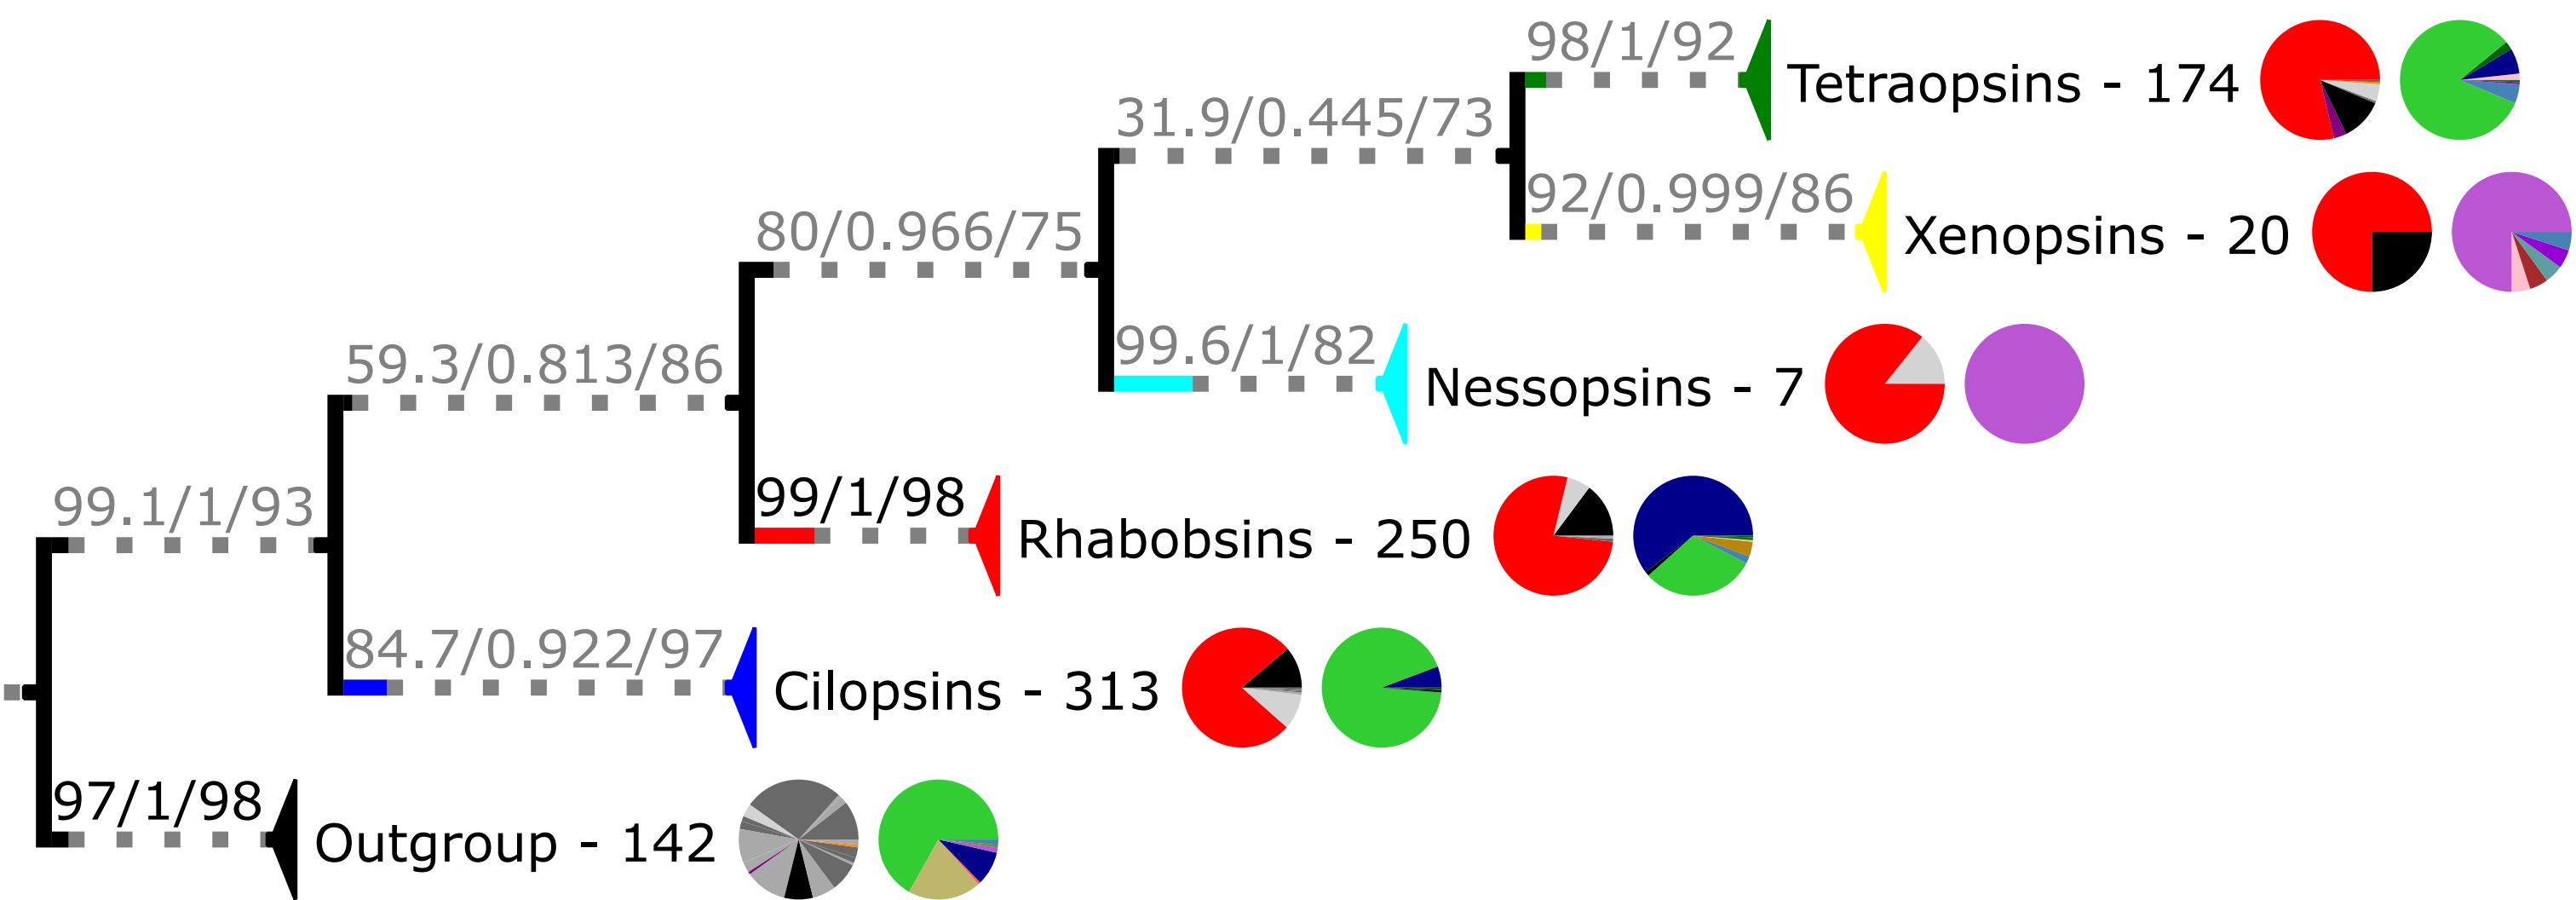 98/1/92
Tetraopsins - 174
31.9/0.445/73
92/0.999/86
Xenopsins - 20
80/0.966/75
99.6/1/82
Nessopsins - 7
59.3/0.813/86
99/1/98
Rhabobsins - 250
99.1/1/93
84.7/0.922/97
Cilopsins - 313
97/1/98
Outgroup - 142